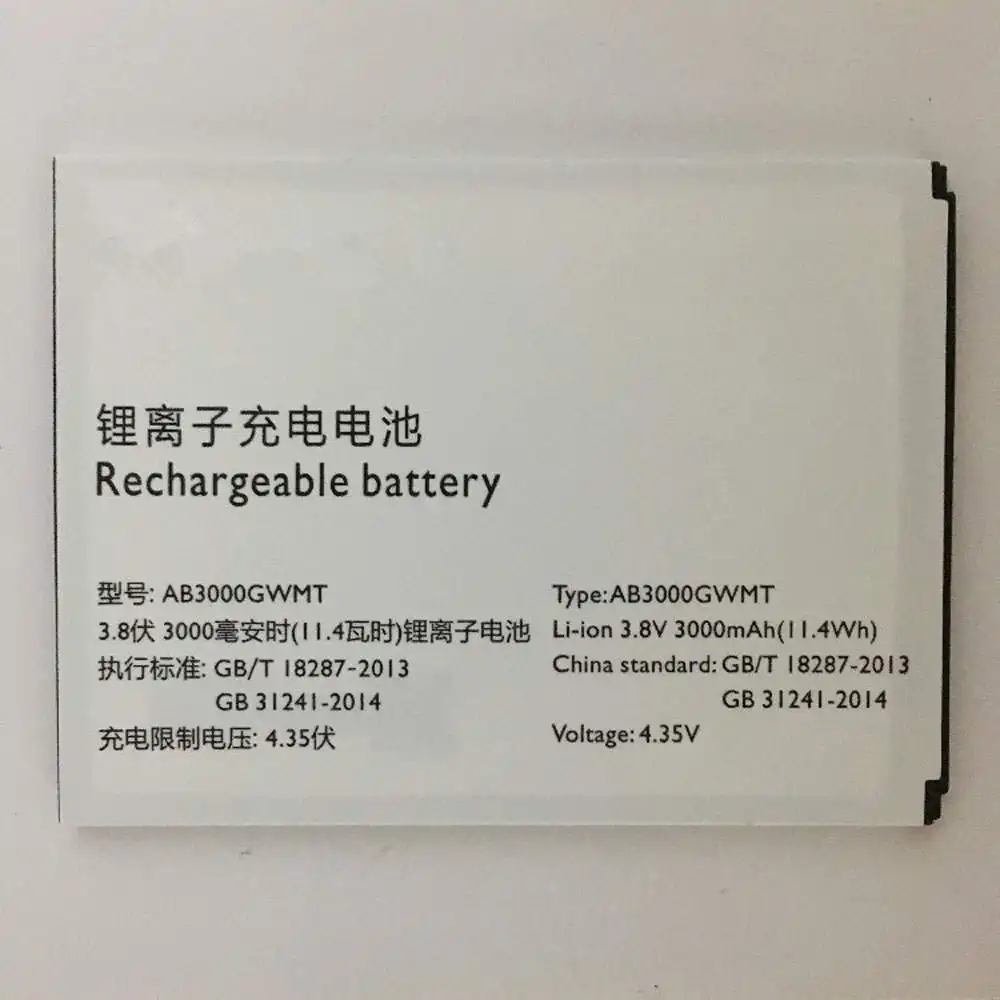 锂离子充电电池
Rechargeable battery
型号: AB3000GWMT
3.8伏 3000毫安时(11.4瓦时)锂离子电池
执行标准: GB/T 18287-2013
GB 31241-2014
充电限制电压: 4.35伏
Type:AB3000GWMT
Li-ion 3.8V 3000mAh(11.4Wh)
China standard: GB/T 18287-2013
GB 31241-2014
Voltage: 4.35V